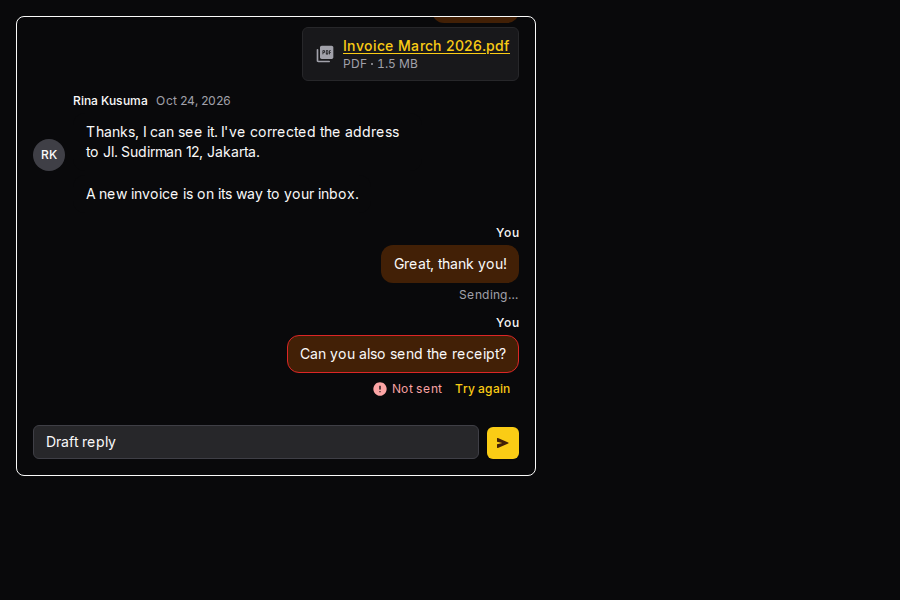 Invoice March 2026.pdf
PDF · 1.5 MB
Rina Kusuma Oct 24, 2026
RK
Thanks, I can see it. I've corrected the address
to Jl. Sudirman 12, Jakarta.
A new invoice is on its way to your inbox.
You
Great, thank you!
Sending...
You
Can you also send the receipt?
Not sent Try again
Draft reply